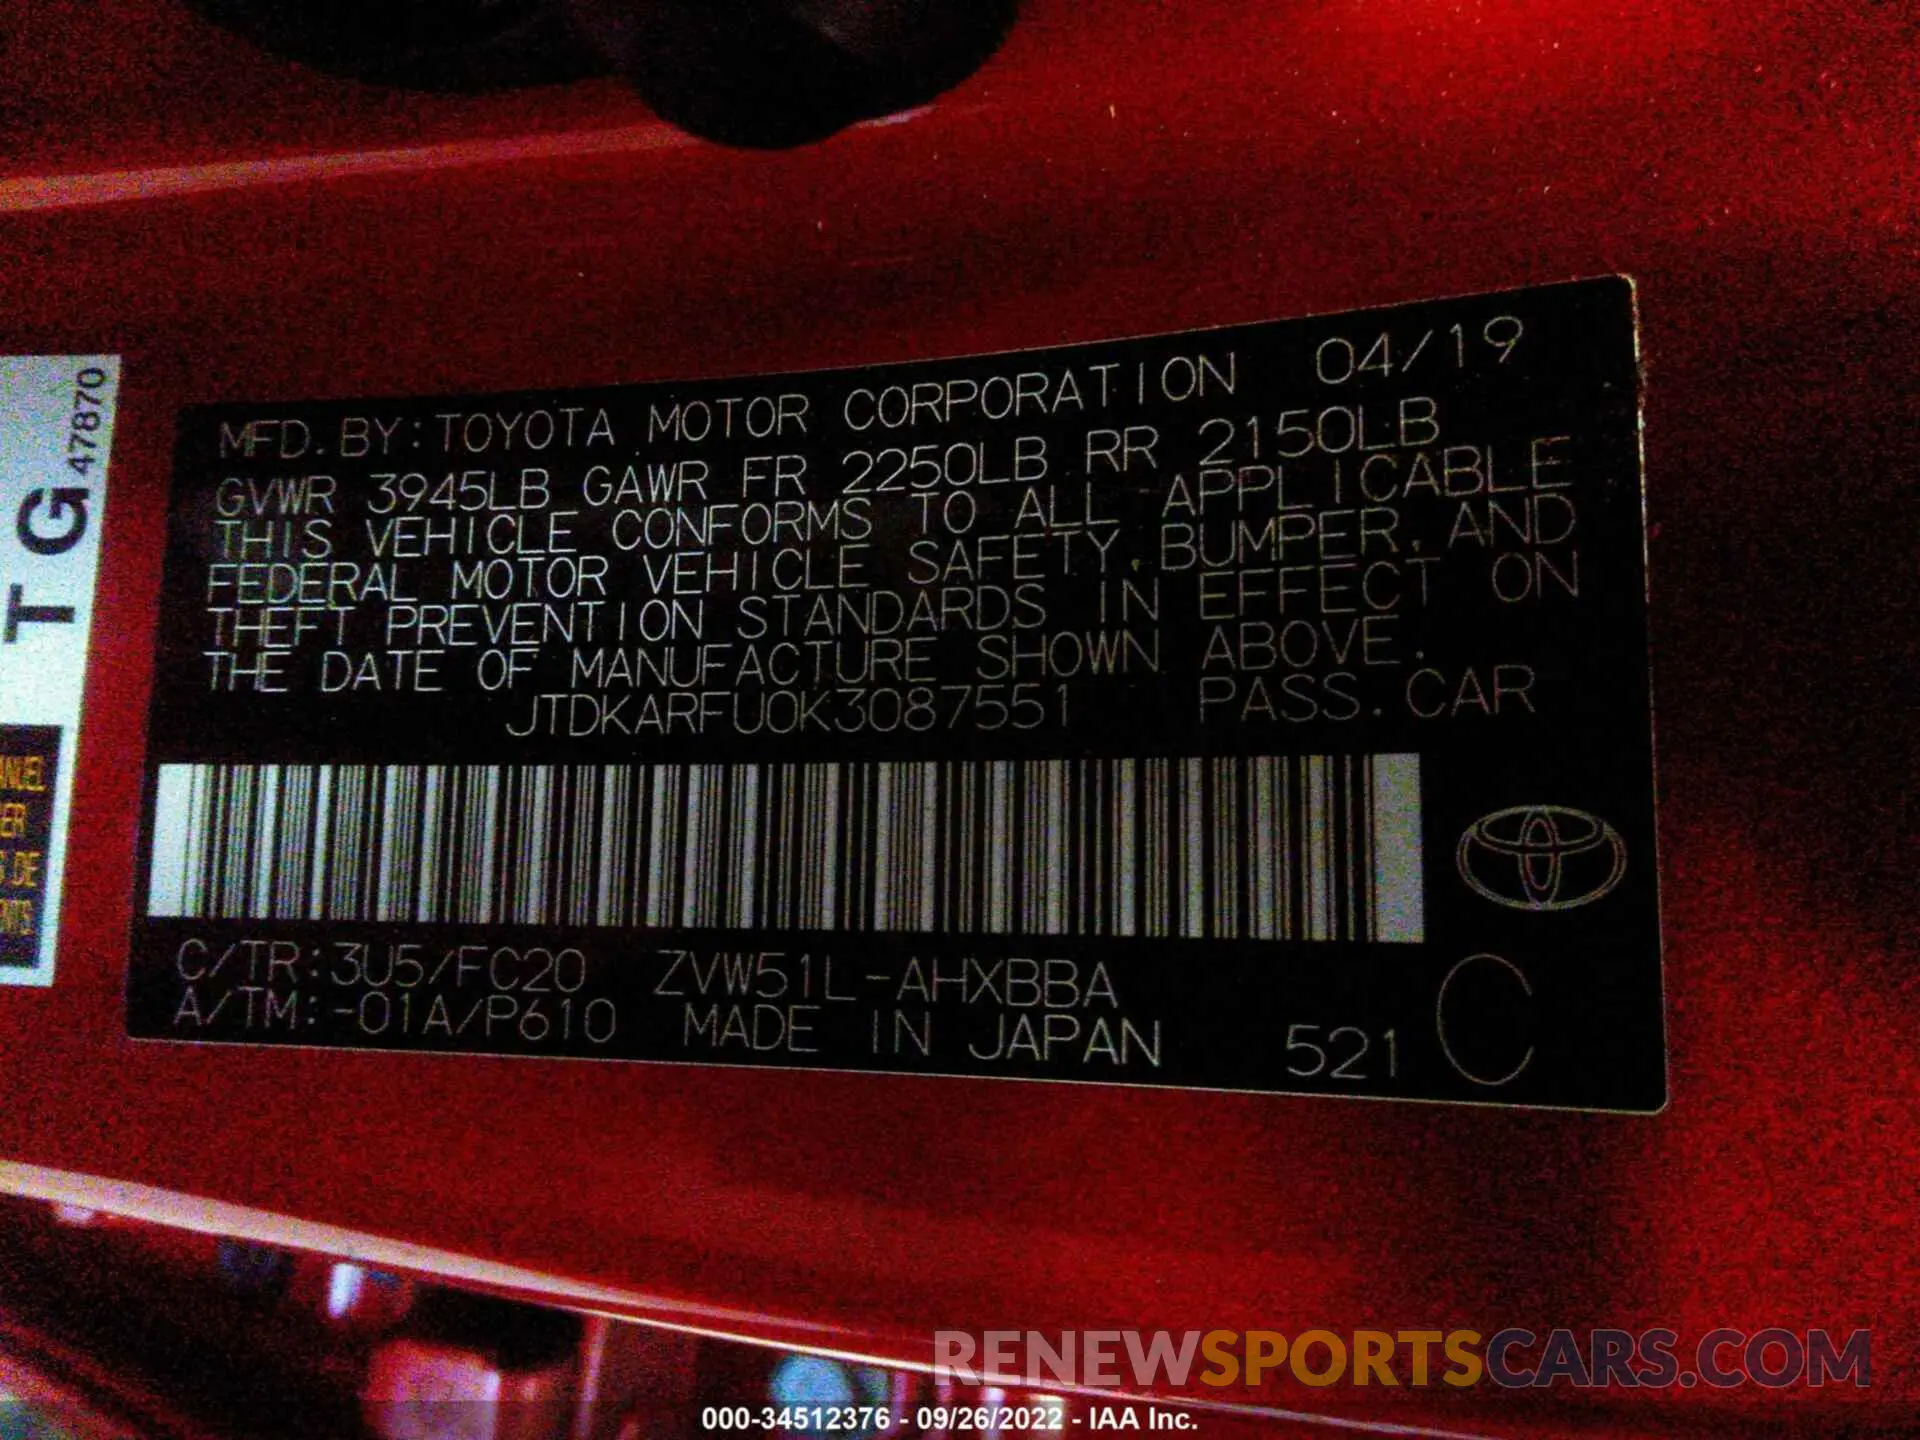 MFD. BY: TOYOTA MOTOR CORPORATION 04/19
GVWR 3945LB GAWR FR 2250LB RR 2150LB
THIS VEHICLE CONFORMS TO ALL APPLICABLE
FEDERAL MOTOR VEHICLE SAFETY, BUMPER, AND
THEFT PREVENTION STANDARDS IN EFFECT ON
THE DATE OF MANUFACTURE SHOWN ABOVE.
JTDKARFU0K3087551 PASS. CAR
C/TR: 3U5/FC20 ZVW51L-AHXBBA
A/TM: -01A/P610 MADE IN JAPAN 521 C
T G 47870
DE
RENEWSPORTSCARS.COM
000-34512376 - 09/26/2022 - IAA Inc.